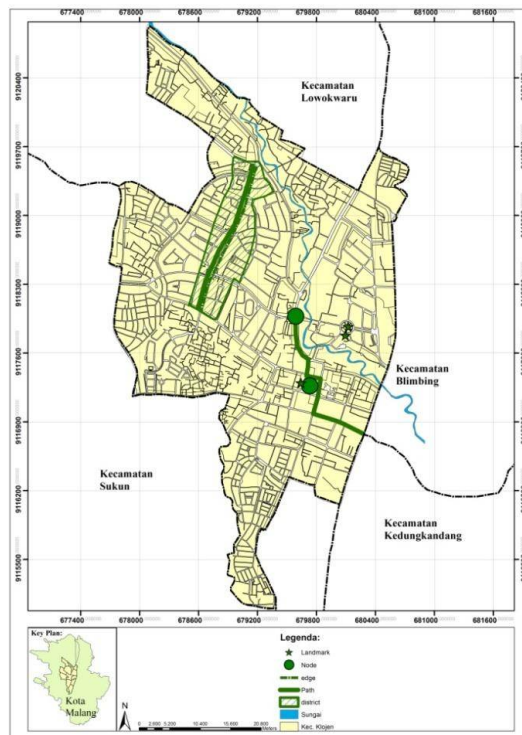 677400 678000 678600 679200 679800 680400 681000 681600
9120400
9119700
9119000
9118300
9117600
9116900
9116200
9115500
Kecamatan
Lowokwaru
Kecamatan
Blimbing
Kecamatan
Sukun
Kecamatan
Kedungkandang
677400 678000 678600 679200 679800 680400 681000 681600
Key Plan:
Kota
Malang
N
Meters
Legenda:
Landmark
Node
edge
Path
district
Sungai
Kec. Klojen